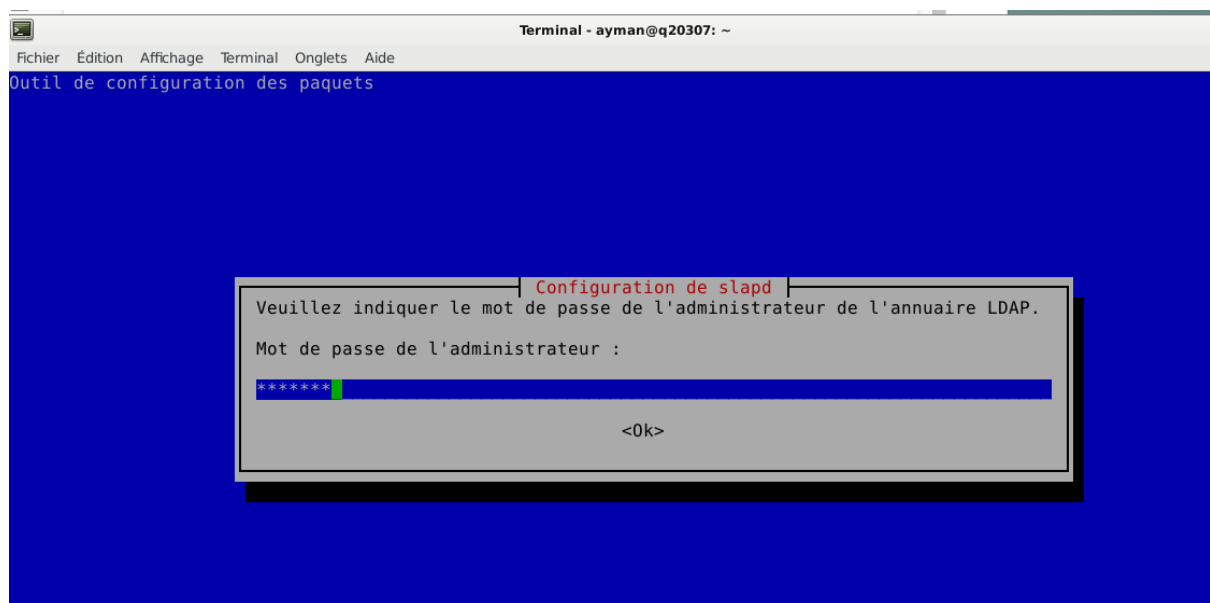 Terminal - ayman@q20307: ~
Fichier Édition Affichage Terminal Onglets Aide
Outil de configuration des paquets
Configuration de slapd
Veuillez indiquer le mot de passe de l'administrateur de l'annuaire LDAP.
Mot de passe de l'administrateur :
*******
<Ok>